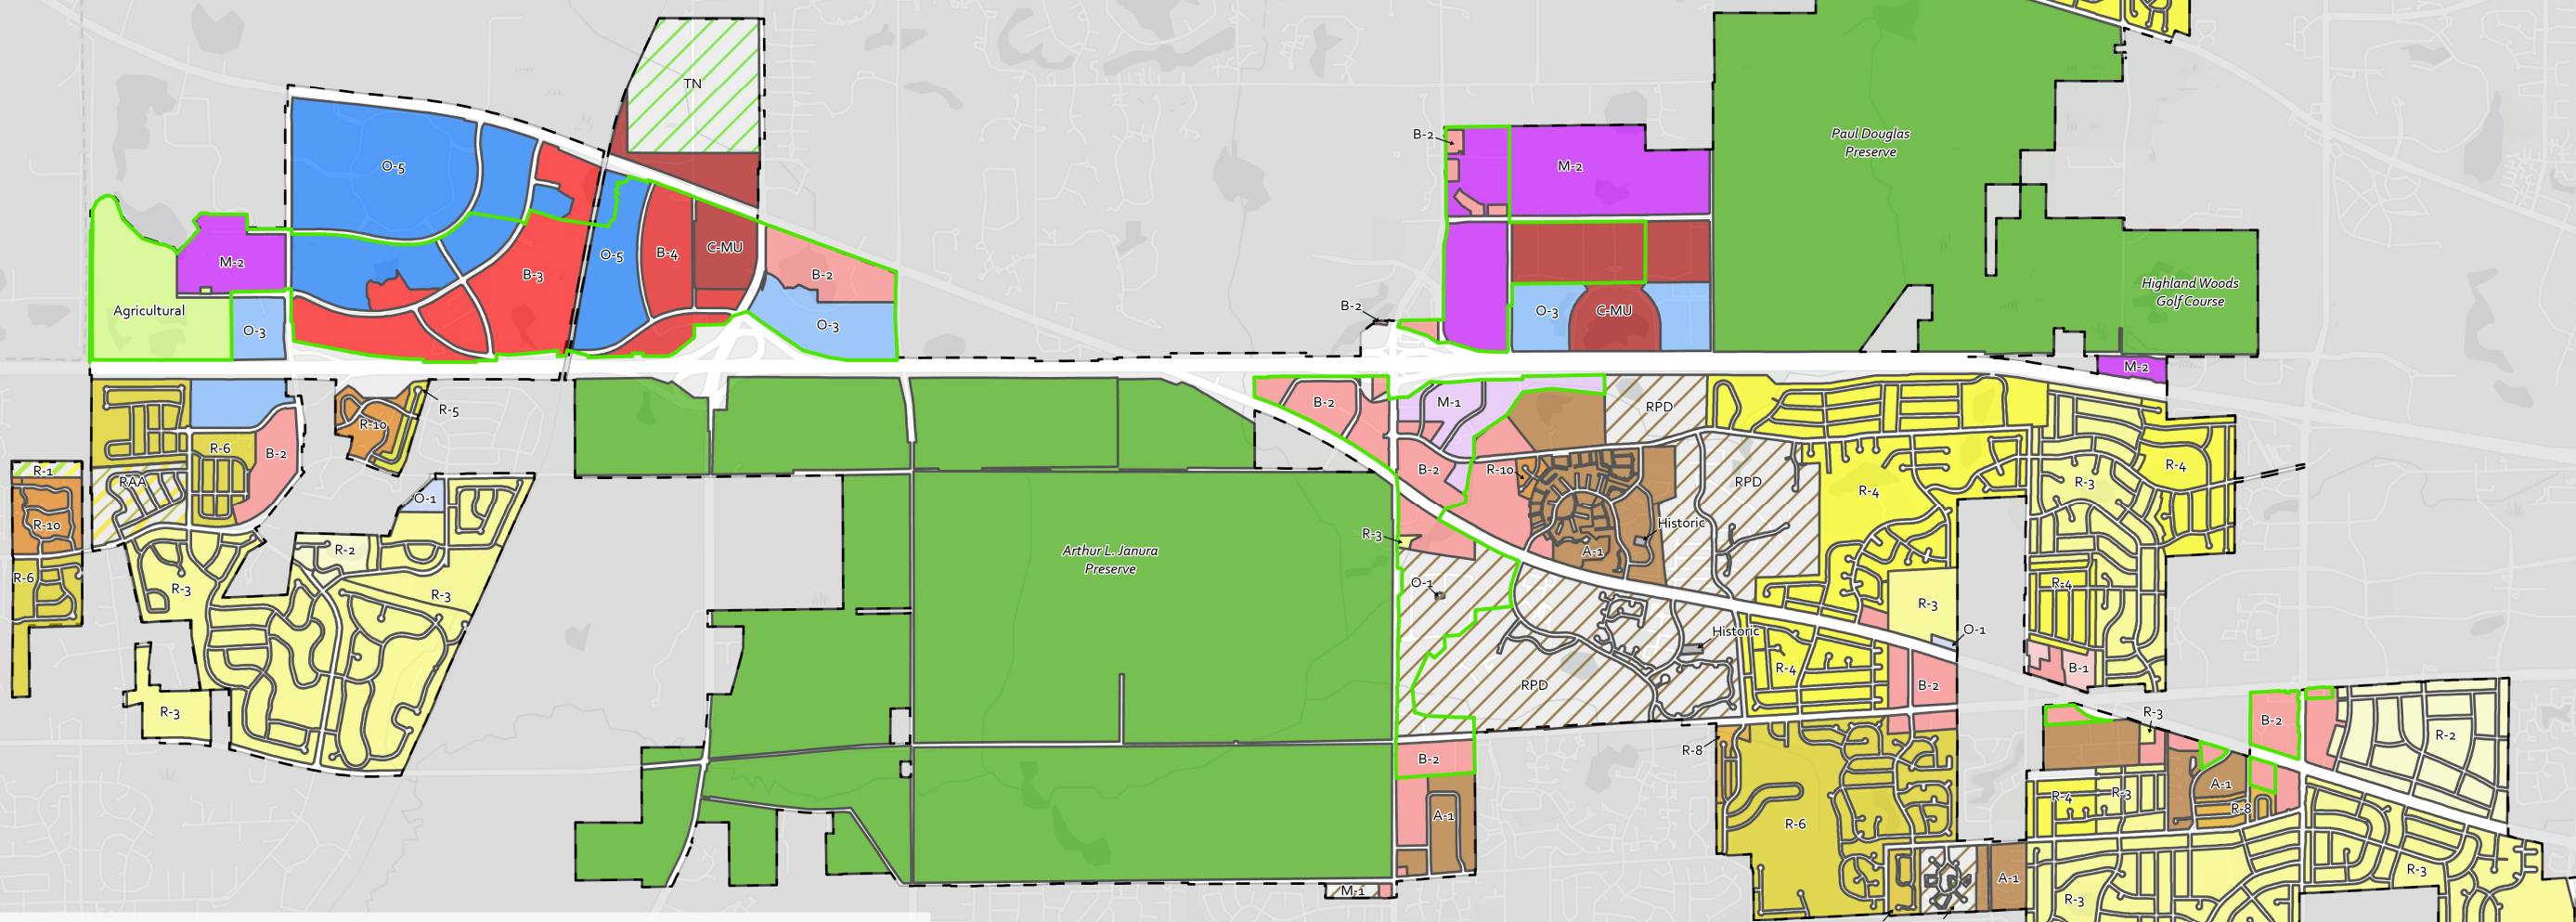 TN
B-2
M-2
Paul Douglas
Preserve
O-5
M-2
B-3
O-5
B-4
C-MU
B-2
Highland Woods
Golf Course
Agricultural
O-3
O-3
B-2
O-3
C-MU
M-2
R-5
R-10
B-2
M-1
RPD
R-6
B-2
R-1
RAA
O-1
R-10
B-2
R-10
RPD
R-4
R-3
R-4
Historic
R-3
A-1
R-2
Arthur L. Janura
Preserve
R-6
R-3
R-3
O-1
R-4
R-3
Historic
O-1
R-4
B-1
RPD
B-2
R-3
R-3
B-2
R-2
R-8
B-2
A-1
R-4
R-3
R-8
A-1
R-6
R-3
A-1
M-1
R-3